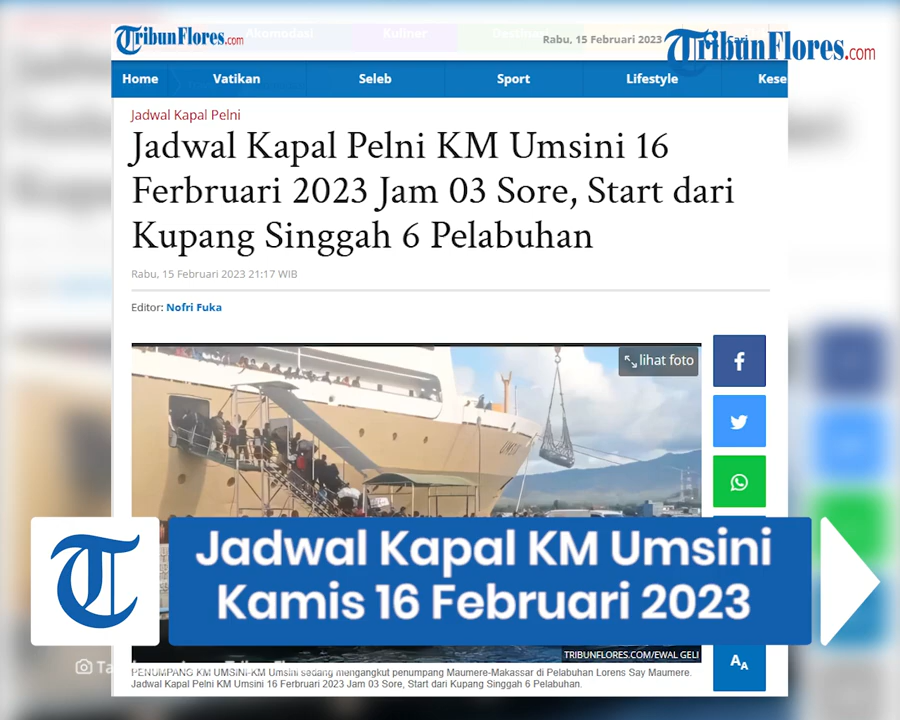 TribunFlores.com
Rabu, 15 Februari 2023
TribunFlores.com
Home Vatikan Seleb Sport Lifestyle Kese
Jadwal Kapal Pelni
Jadwal Kapal Pelni KM Umsini 16
Ferbruari 2023 Jam 03 Sore, Start dari
Kupang Singgah 6 Pelabuhan
Rabu, 15 Februari 2023 21:17 WIB
Editor: Nofri Fuka
lihat foto
Jadwal Kapal KM Umsini
Kamis 16 Februari 2023
TRIBUNFLORES.COM/EWAL GELI
AA
PENUMPANG KM UMSINI-KM Umsini sedang mengangkut penumpang Maumere-Makassar di Pelabuhan Lorens Say Maumere.
Jadwal Kapal Pelni KM Umsini 16 Ferbruari 2023 Jam 03 Sore, Start dari Kupang Singgah 6 Pelabuhan.